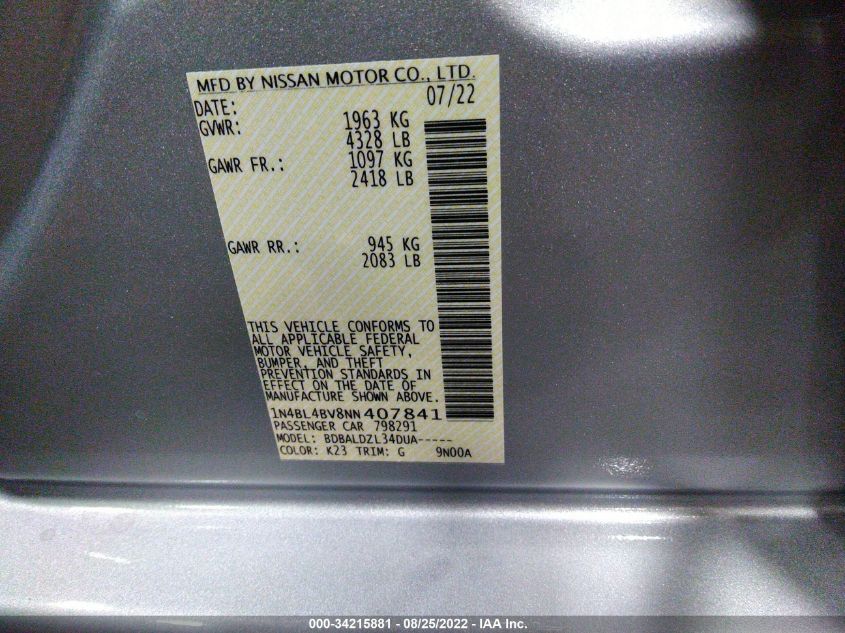 MFD BY NISSAN MOTOR CO., LTD.
DATE: 07/22
GVWR: 1963 KG
4328 LB
GAWR FR.: 1097 KG
2418 LB
GAWR RR.: 945 KG
2083 LB
THIS VEHICLE CONFORMS TO
ALL APPLICABLE FEDERAL
MOTOR VEHICLE SAFETY,
BUMPER, AND THEFT
PREVENTION STANDARDS IN
EFFECT ON THE DATE OF
MANUFACTURE SHOWN ABOVE.
1N4BL4BV8NN407841
PASSENGER CAR 798291
MODEL: BDBALDZL34DUA-----
COLOR: K23 TRIM: G 9N00A
000-34215881 - 08/25/2022 - IAA Inc.